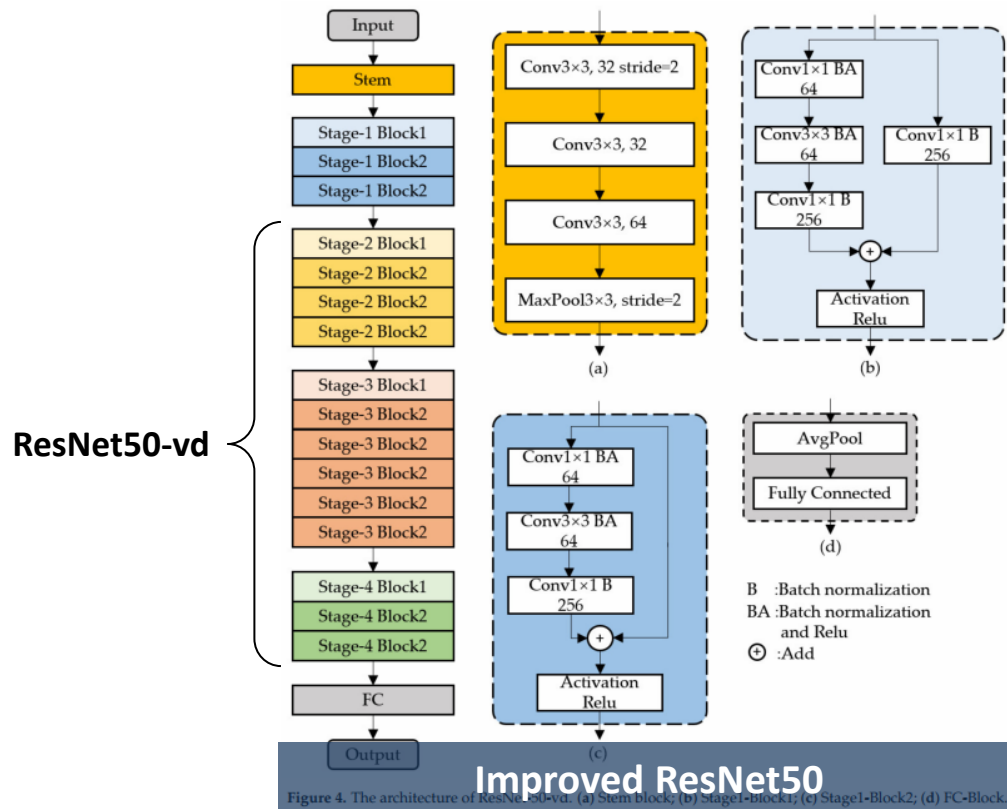 Input
Stem
Stage-1 Block1
Stage-1 Block2
Stage-1 Block2
Stage-2 Block1
Stage-2 Block2
Stage-2 Block2
Stage-2 Block2
Stage-3 Block1
Stage-3 Block2
Stage-3 Block2
Stage-3 Block2
Stage-3 Block2
Stage-3 Block2
Stage-4 Block1
Stage-4 Block2
Stage-4 Block2
FC
Output
ResNet50-vd
Conv3×3, 32 stride=2
Conv3×3, 32
Conv3×3, 64
MaxPool3×3, stride=2
(a)
Conv1×1 BA
64
Conv3×3 BA
64
Conv1×1 B
256
Conv1×1 B
256
+
Activation
Relu
(b)
Conv1×1 BA
64
Conv3×3 BA
64
Conv1×1 B
256
+
Activation
Relu
(c)
AvgPool
Fully Connected
(d)
B :Batch normalization
BA :Batch normalization
and Relu
+ :Add
Improved ResNet50
Figure 4. The architecture of ResNet-50-vd. (a) Stem block; (b) Stage1-Block1; (c) Stage1-Block2; (d) FC-Block